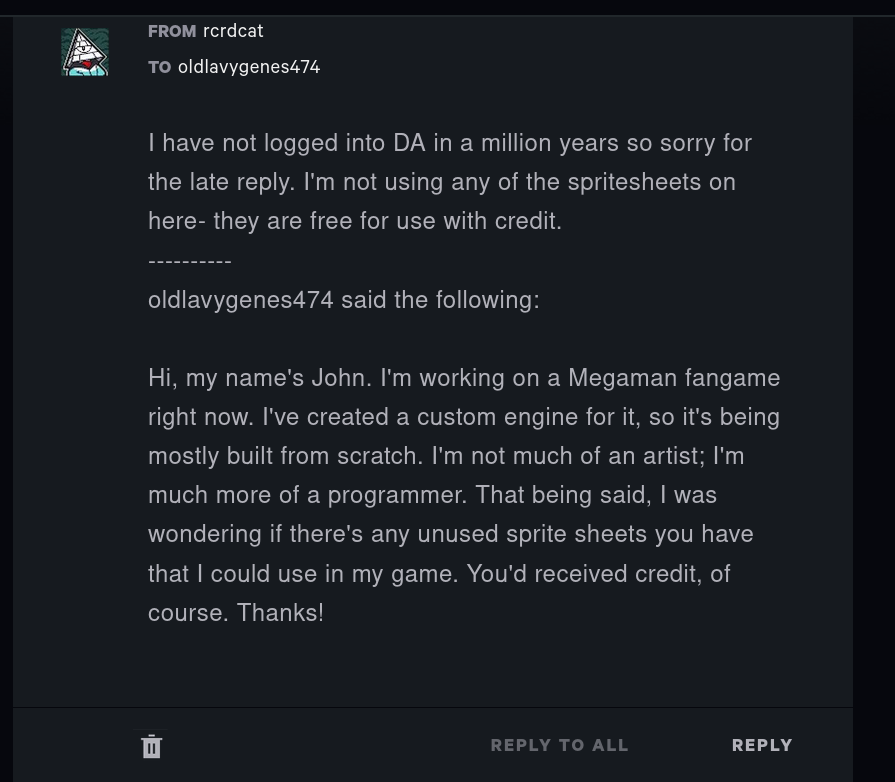 FROM rcrdcat
TO oldlavygenes474
I have not logged into DA in a million years so sorry for
the late reply. I'm not using any of the spritesheets on
here- they are free for use with credit.
----------
oldlavygenes474 said the following:
Hi, my name's John. I'm working on a Megaman fangame
right now. I've created a custom engine for it, so it's being
mostly built from scratch. I'm not much of an artist; I'm
much more of a programmer. That being said, I was
wondering if there's any unused sprite sheets you have
that I could use in my game. You'd received credit, of
course. Thanks!
REPLY TO ALL REPLY